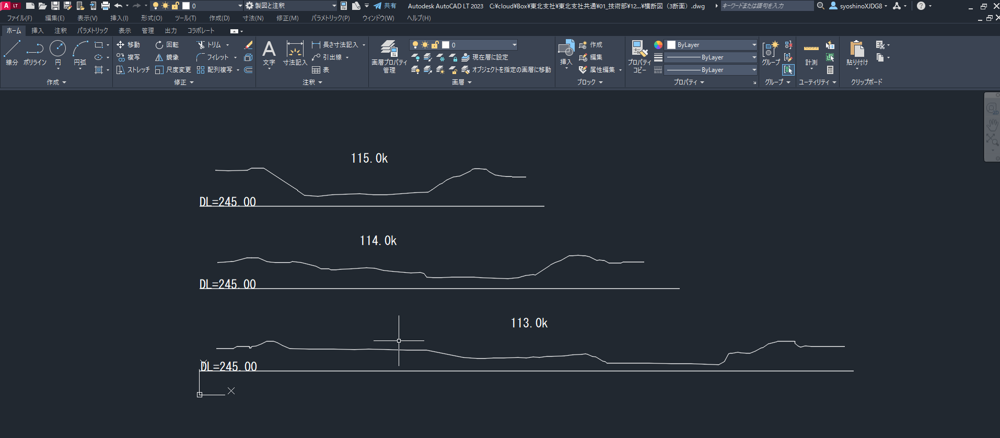 A LT 0 製図と注釈 共有 Autodesk AutoCAD LT 2023 C:¥cloud¥Box¥東北支社¥東北支社共通¥01_技術部¥12...¥横断図（3断面）.dwg キーワードまたは語句を入力 syoshinoXJDG8
ファイル(F) 編集(E) 表示(V) 挿入(I) 形式(O) ツール(T) 作成(D) 寸法(N) 修正(M) パラメトリック(P) ウィンドウ(W) ヘルプ(H)
ホーム 挿入 注釈 パラメトリック 表示 管理 出力 コラボレート
線分 ポリライン 円 円弧
移動 回転 トリム
複写 鏡像 フィレット
ストレッチ 尺度変更 配列複写
文字 寸法記入
長さ寸法記入
引出線
表
画層プロパティ管理
0
現在層に設定
オブジェクトを指定の画層に移動
挿入
作成
編集
属性編集
プロパティコピー
ByLayer
ByLayer
ByLayer
グループ
計測
貼り付け
作成 修正 注釈 画層 ブロック プロパティ グループ ユーティリティ クリップボード
2D
115.0k
DL=245.00
114.0k
DL=245.00
113.0k
DL=245.00
Y
X